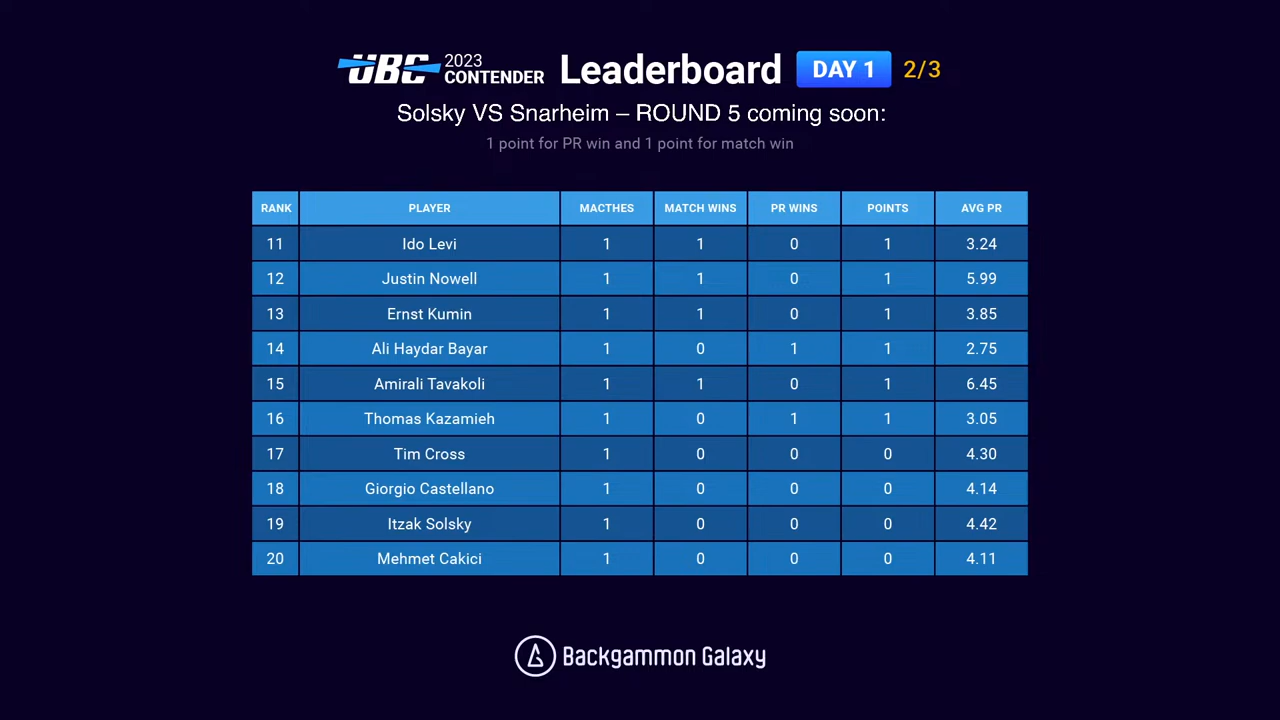 UBC 2023 CONTENDER Leaderboard DAY 1 2/3
Solsky VS Snarheim – ROUND 5 coming soon:
1 point for PR win and 1 point for match win
RANK PLAYER MACTHES MATCH WINS PR WINS POINTS AVG PR
11 Ido Levi 1 1 0 1 3.24
12 Justin Nowell 1 1 0 1 5.99
13 Ernst Kumin 1 1 0 1 3.85
14 Ali Haydar Bayar 1 0 1 1 2.75
15 Amirali Tavakoli 1 1 0 1 6.45
16 Thomas Kazamieh 1 0 1 1 3.05
17 Tim Cross 1 0 0 0 4.30
18 Giorgio Castellano 1 0 0 0 4.14
19 Itzak Solsky 1 0 0 0 4.42
20 Mehmet Cakici 1 0 0 0 4.11
Backgammon Galaxy